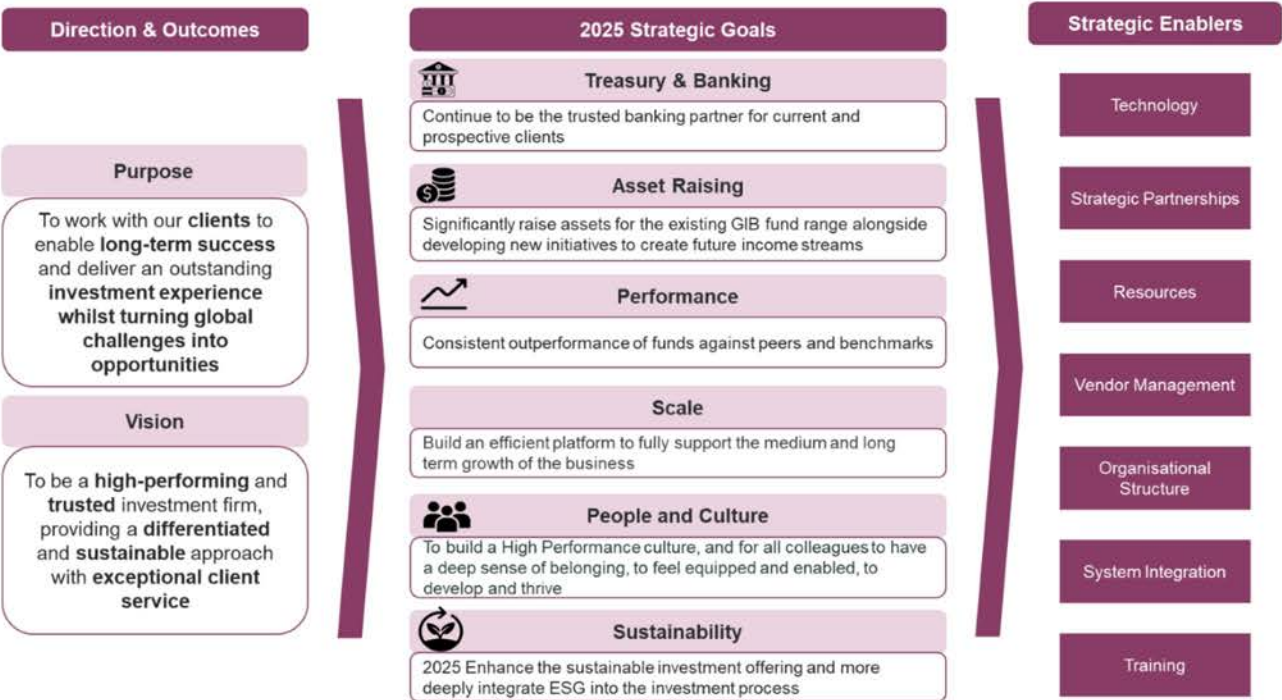 Direction & Outcomes
Purpose
To work with our clients to
enable long-term success
and deliver an outstanding
investment experience
whilst turning global
challenges into
opportunities
Vision
To be a high-performing and
trusted investment firm,
providing a differentiated
and sustainable approach
with exceptional client
service
2025 Strategic Goals
Treasury & Banking
Continue to be the trusted banking partner for current and
prospective clients
Asset Raising
Significantly raise assets for the existing GIB fund range alongside
developing new initiatives to create future income streams
Performance
Consistent outperformance of funds against peers and benchmarks
Scale
Build an efficient platform to fully support the medium and long
term growth of the business
People and Culture
To build a High Performance culture, and for all colleagues to have
a deep sense of belonging, to feel equipped and enabled, to
develop and thrive
Sustainability
2025 Enhance the sustainable investment offering and more
deeply integrate ESG into the investment process
Strategic Enablers
Technology
Strategic Partnerships
Resources
Vendor Management
Organisational
Structure
System Integration
Training